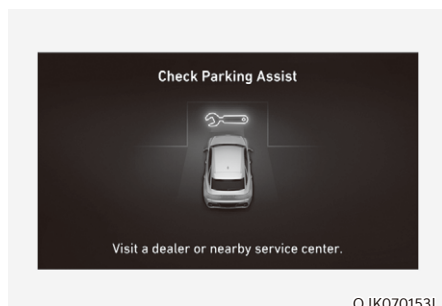 Check Parking Assist
Visit a dealer or nearby service center.
OJK070153L